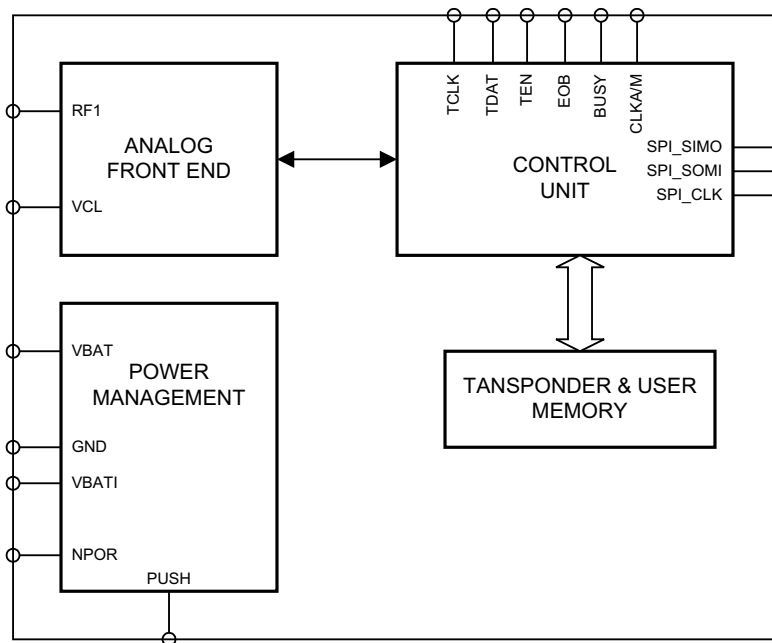 TCLK
TDAT
TEN
EOB
BUSY
CLKA/M
RF1
ANALOG
FRONT END
VCL
CONTROL
UNIT
SPI_SIMO
SPI_SOMI
SPI_CLK
VBAT
POWER
MANAGEMENT
GND
VBATI
NPOR
PUSH
TANSPONDER & USER
MEMORY